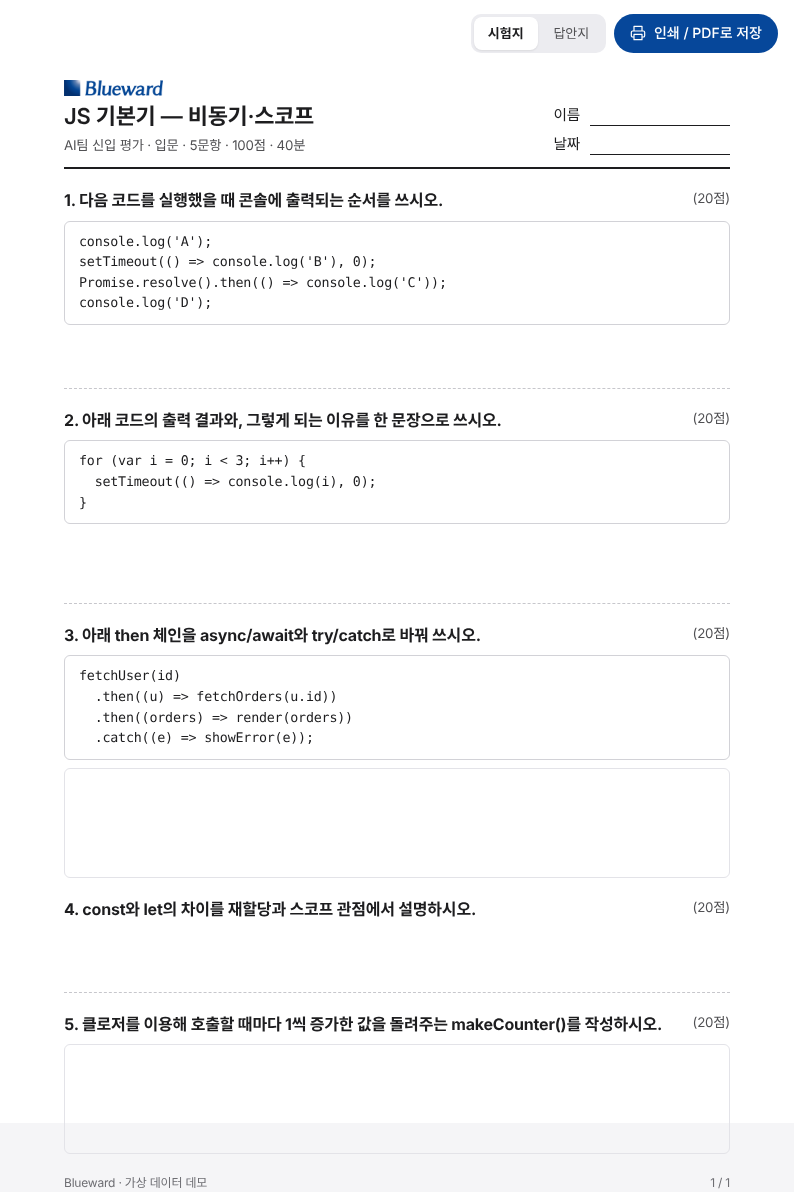 시험지
답안지
인쇄 / PDF로 저장
Blueward
JS 기본기 — 비동기·스코프
AI팀 신입 평가 · 입문 · 5문항 · 100점 · 40분
이름
날짜
1. 다음 코드를 실행했을 때 콘솔에 출력되는 순서를 쓰시오.
(20점)
console.log('A');
setTimeout(() => console.log('B'), 0);
Promise.resolve().then(() => console.log('C'));
console.log('D');
2. 아래 코드의 출력 결과와, 그렇게 되는 이유를 한 문장으로 쓰시오.
(20점)
for (var i = 0; i < 3; i++) {
  setTimeout(() => console.log(i), 0);
}
3. 아래 then 체인을 async/await와 try/catch로 바꿔 쓰시오.
(20점)
fetchUser(id)
  .then((u) => fetchOrders(u.id))
  .then((orders) => render(orders))
  .catch((e) => showError(e));
4. const와 let의 차이를 재할당과 스코프 관점에서 설명하시오.
(20점)
5. 클로저를 이용해 호출할 때마다 1씩 증가한 값을 돌려주는 makeCounter()를 작성하시오.
(20점)
Blueward · 가상 데이터 데모
1 / 1